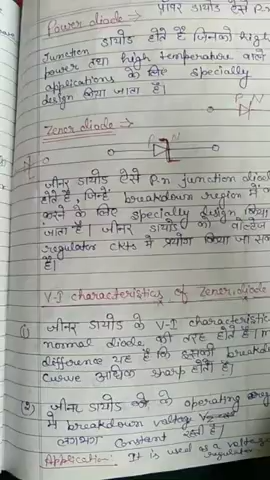 Power diode →
पॉवर डायोड ऐसे P.n
Junction डायोड होते है जिनको high
power तथा high temperature वाले
applications के लिए specially
design किया जाता है।
P N
Zener diode →
P N
जीनर डायोड ऐसे P.n junction diode
होते है, जिन्हें breakdown region में
करने के लिए specially design किया
जाता है। जीनर डायोड को वोल्टेज
regulator ckts में प्रयोग किया जा
है।
V-I characteristics of Zener diode
(1) जीनर डायोड के V-I characteristics
normal diode की तरह होते है।
difference यह है कि इसकी breakdown
curve अधिक sharp होती है।
(2) जीनर डायोड के operating
में breakdown voltage
लगभग constant रहती है।
Application: It is used as a voltage
regulator